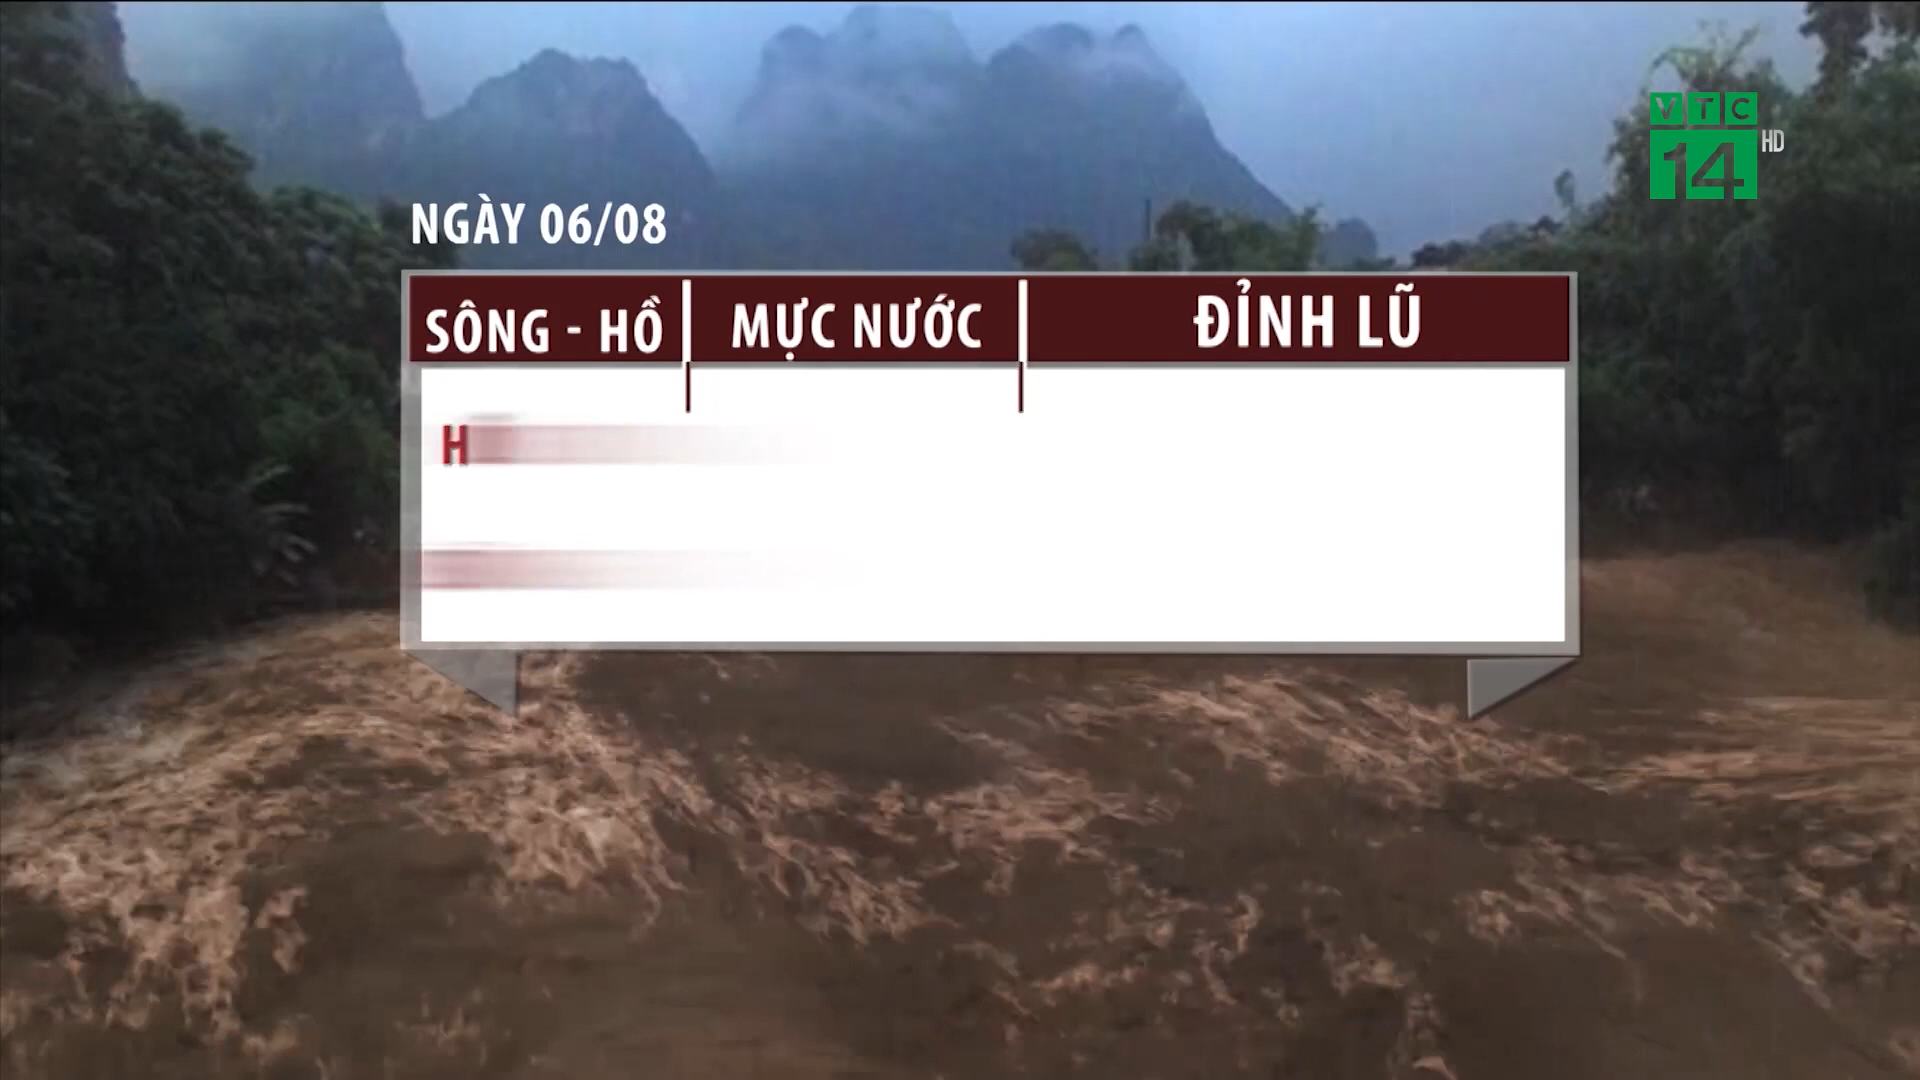 VTC
14 HD
NGÀY 06/08
SÔNG - HỒ MỰC NƯỚC ĐỈNH LŨ
H